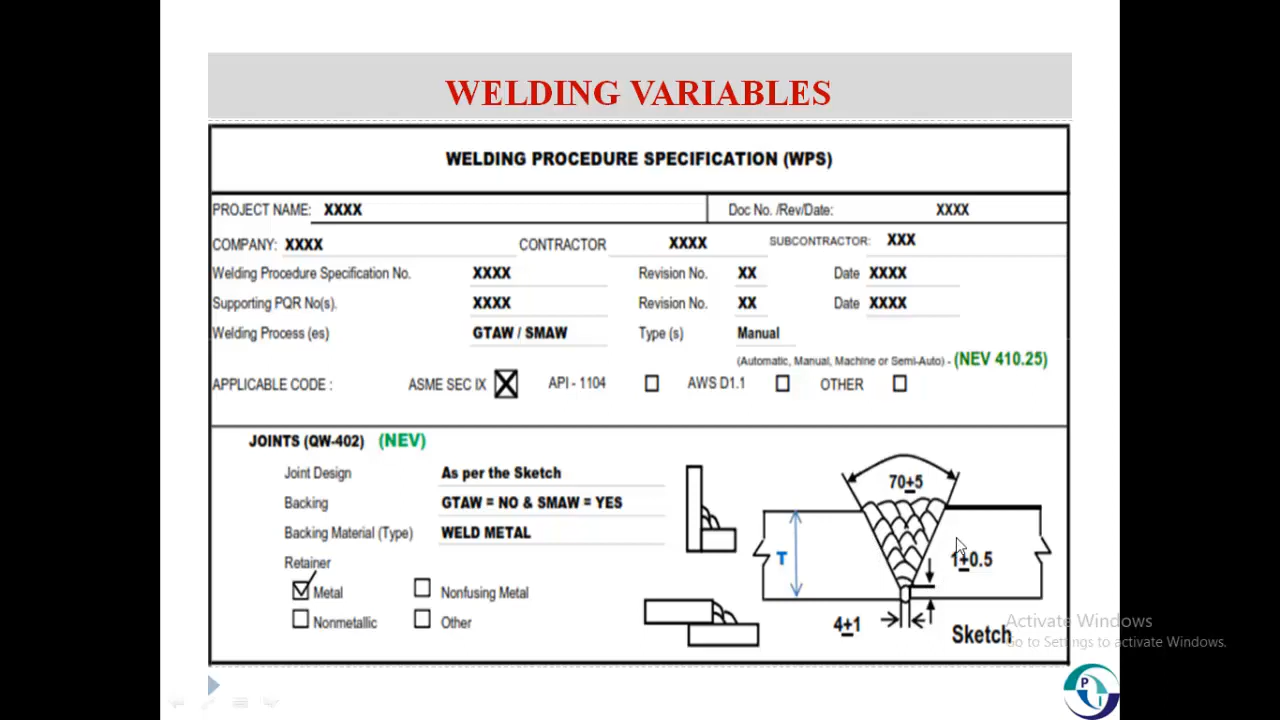 WELDING VARIABLES
WELDING PROCEDURE SPECIFICATION (WPS)
PROJECT NAME: XXXX Doc No. /Rev/Date: XXXX
COMPANY: XXXX CONTRACTOR XXXX SUBCONTRACTOR: XXX
Welding Procedure Specification No. XXXX Revision No. XX Date XXXX
Supporting PQR No(s). XXXX Revision No. XX Date XXXX
Welding Process (es) GTAW / SMAW Type (s) Manual
(Automatic, Manual, Machine or Semi-Auto) - (NEV 410.25)
APPLICABLE CODE : ASME SEC IX API - 1104 AWS D1.1 OTHER
JOINTS (QW-402) (NEV)
Joint Design As per the Sketch
Backing GTAW = NO & SMAW = YES
Backing Material (Type) WELD METAL
Retainer
Metal Nonfusing Metal
Nonmetallic Other
70±5
T
1±0.5
4±1
Sketch
Activate Windows
Go to Settings to activate Windows.
P
I